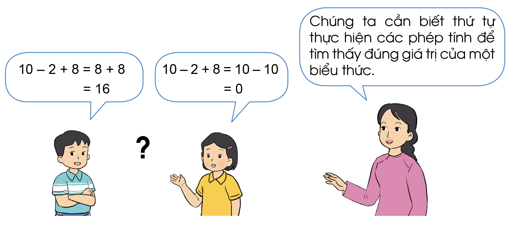 10 – 2 + 8 = 8 + 8
= 16
10 – 2 + 8 = 10 – 10
= 0
Chúng ta cần biết thứ tự
thực hiện các phép tính để
tìm thấy đúng giá trị của một
biểu thức.
?